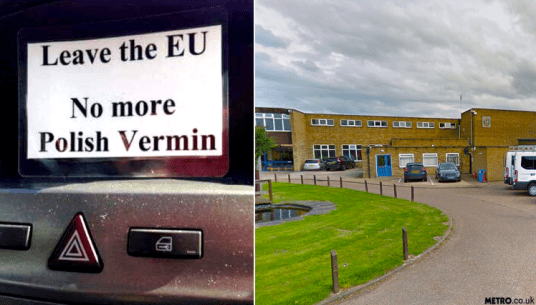 Leave the EU
No more
Polish Vermin
METRO.co.uk